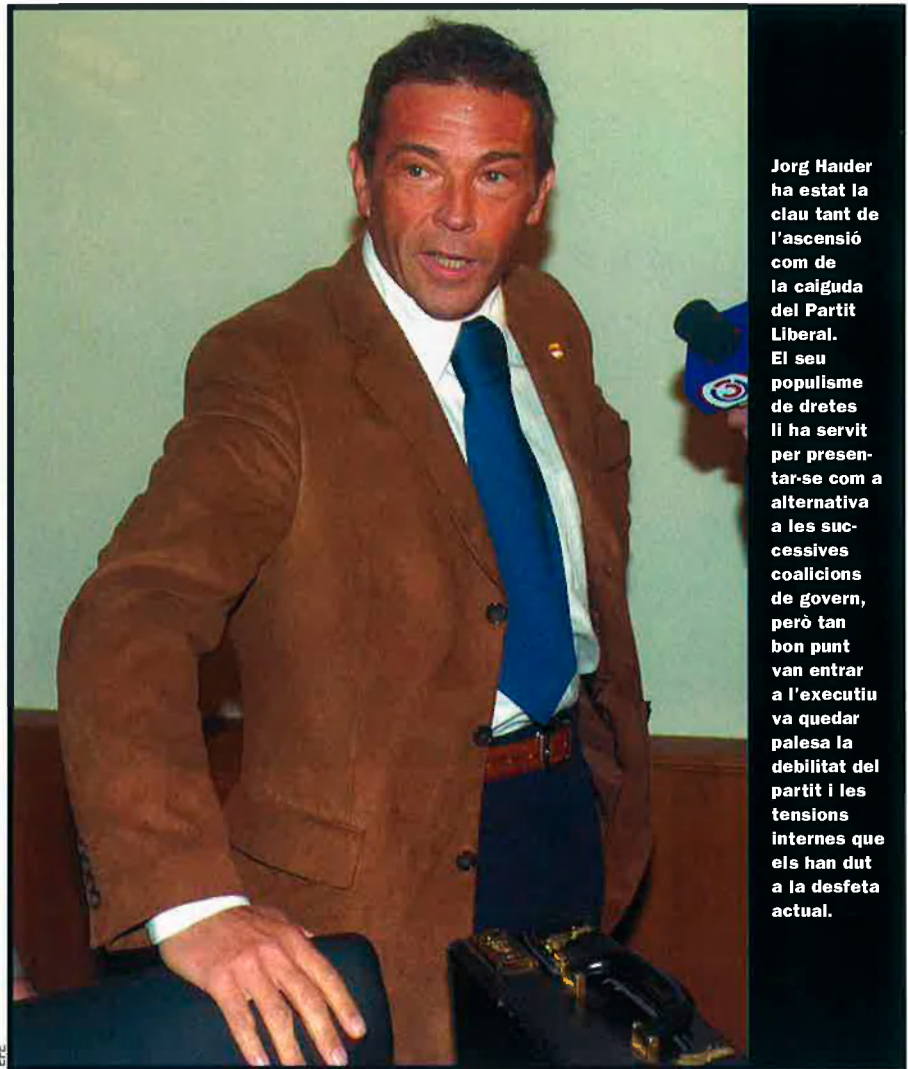 Jorg Haider
ha estat la
clau tant de
l'ascensió
com de
la caiguda
del Partit
Liberal.
El seu
populisme
de dretes
li ha servit
per presen-
tar-se com a
alternativa
a les suc-
cessives
coalicions
de govern,
però tan
bon punt
van entrar
a l'executiu
va quedar
palesa la
debilitat del
partit i les
tensions
internes que
els han dut
a la desfeta
actual.
EFE